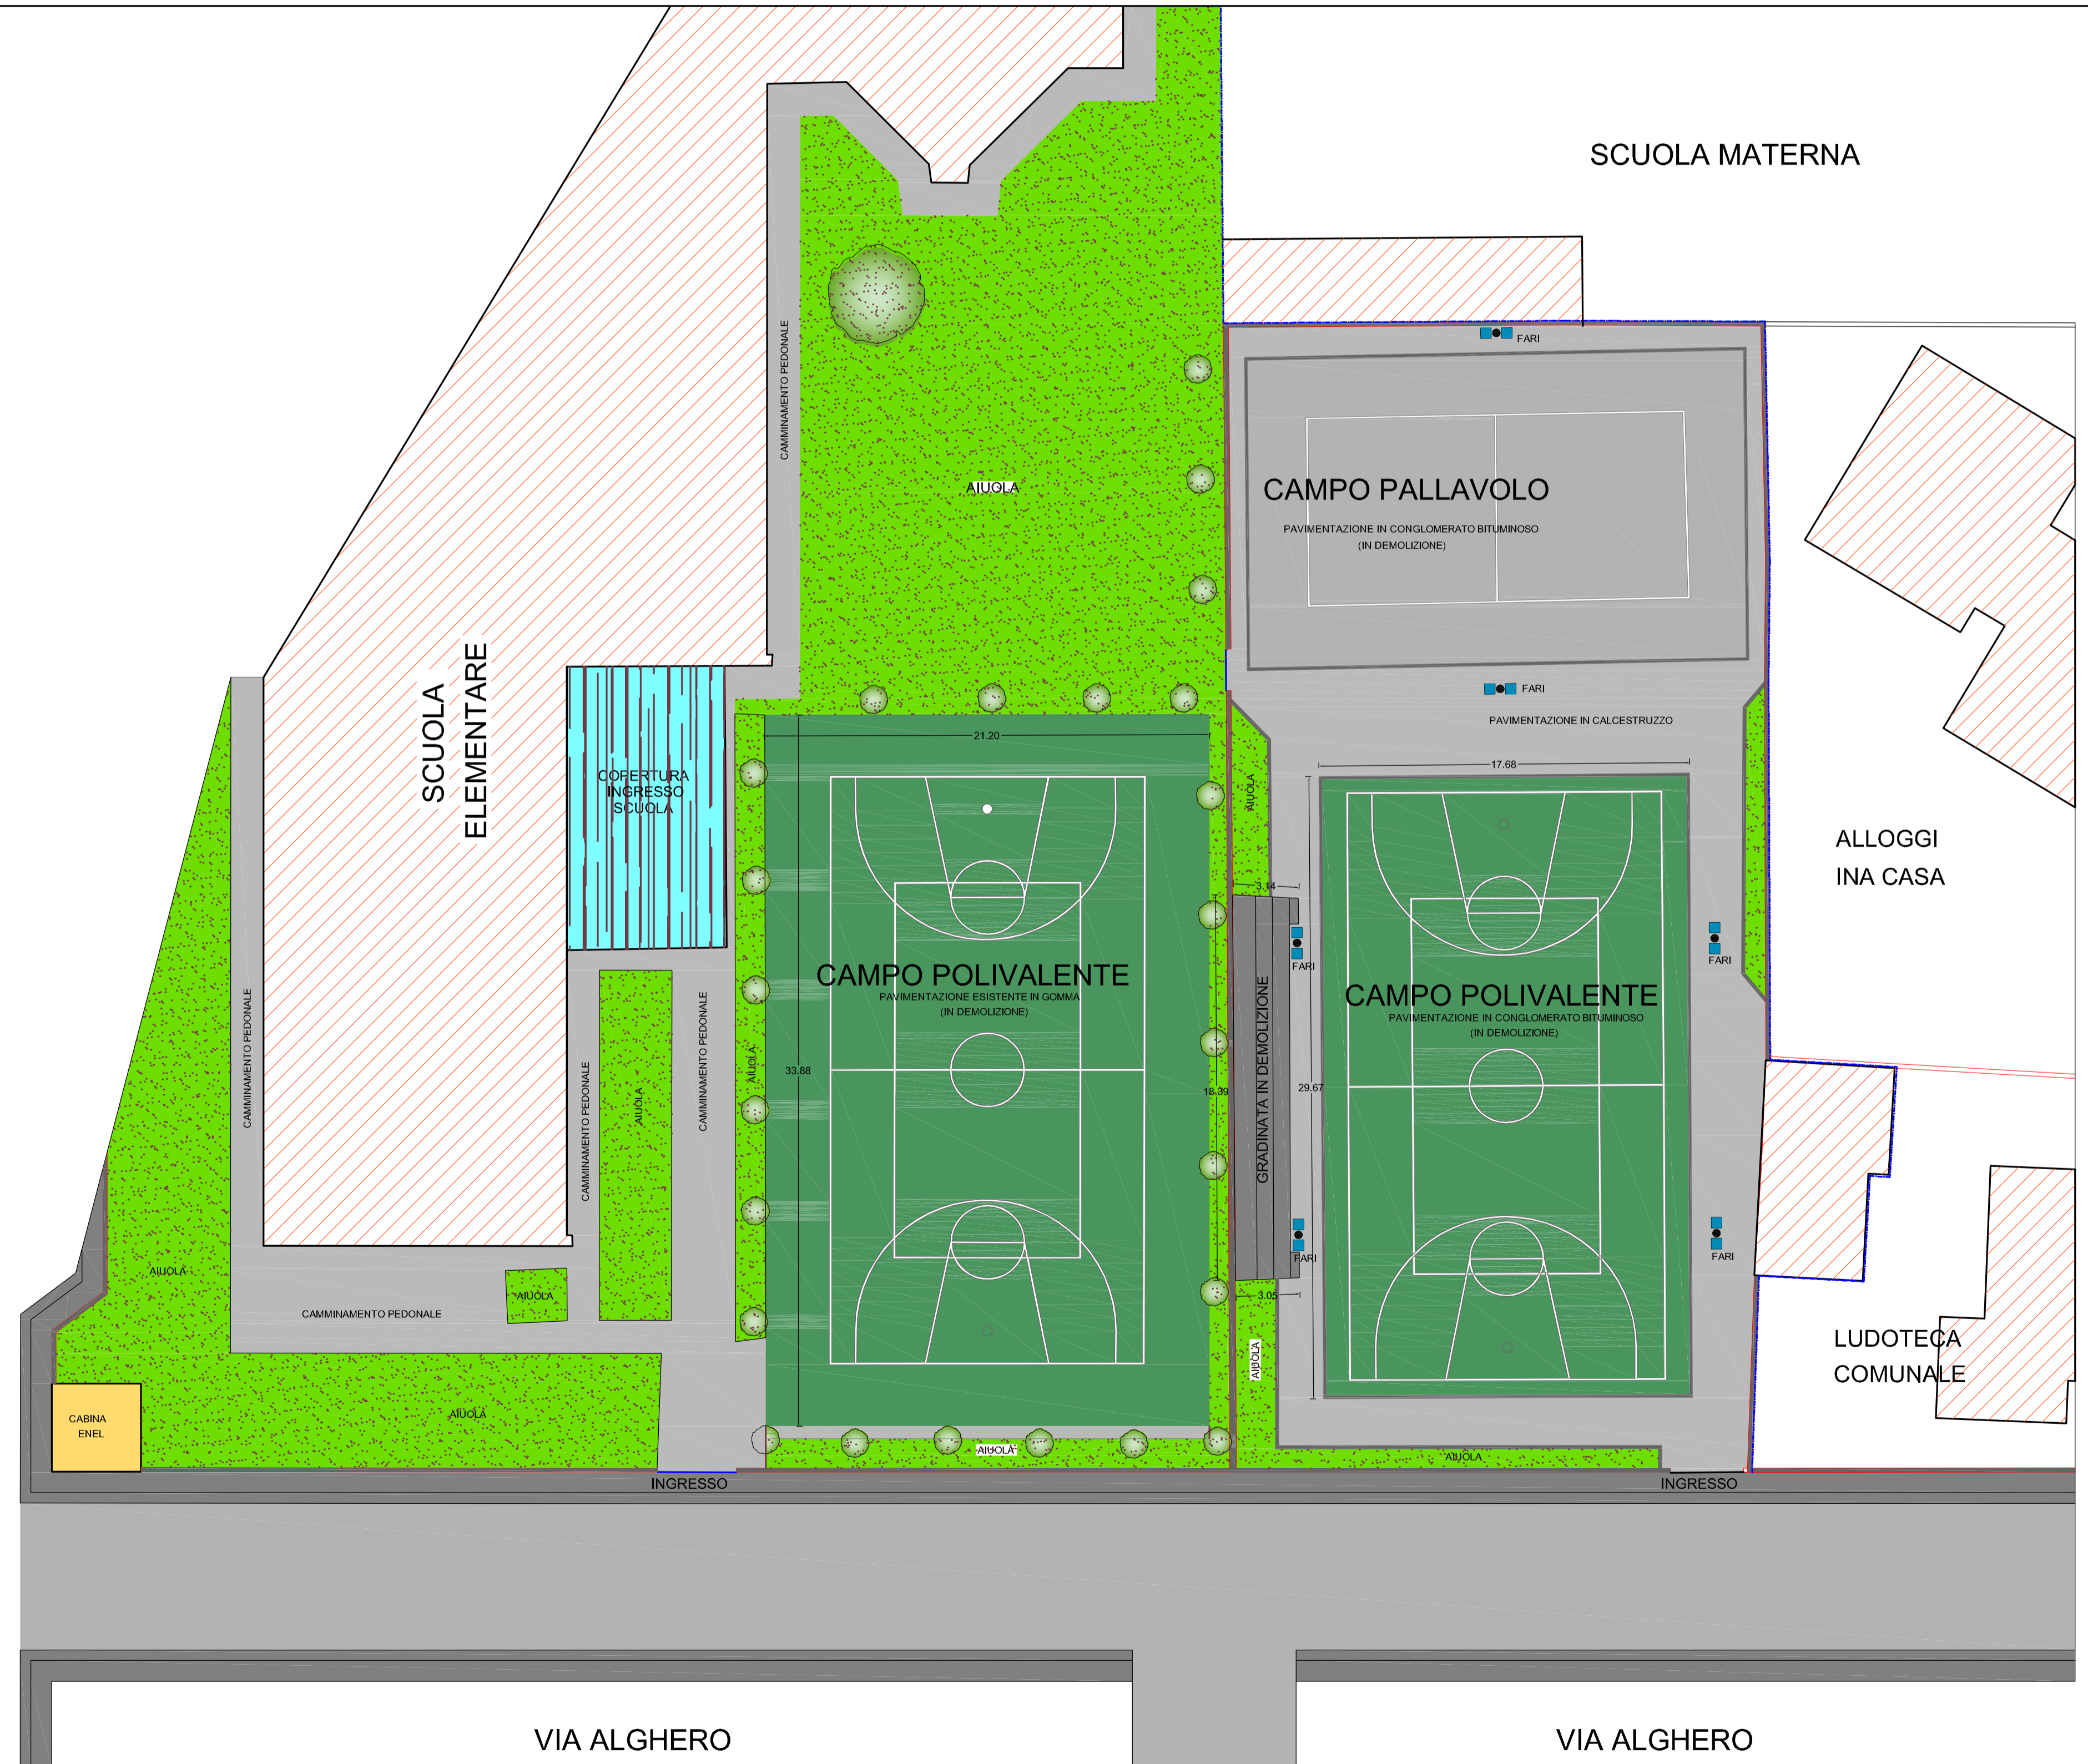 SCUOLA MATERNA
FARI
CAMMINAMENTO PEDONALE
AIUOLA
CAMPO PALLAVOLO
PAVIMENTAZIONE IN CONGLOMERATO BITUMINOSO
(IN DEMOLIZIONE)
FARI
PAVIMENTAZIONE IN CALCESTRUZZO
SCUOLA
ELEMENTARE
21.20
17.68
COPERTURA
INGRESSO
SCUOLA
AIUOLA
ALLOGGI
INA CASA
3.14
FARI
FARI
CAMPO POLIVALENTE
PAVIMENTAZIONE ESISTENTE IN GOMMA
(IN DEMOLIZIONE)
CAMPO POLIVALENTE
PAVIMENTAZIONE IN CONGLOMERATO BITUMINOSO
(IN DEMOLIZIONE)
CAMMINAMENTO PEDONALE
CAMMINAMENTO PEDONALE
AIUOLA
CAMMINAMENTO PEDONALE
AIUOLA
33.88
18.39
GRADINATA IN DEMOLIZIONE
29.67
FARI
FARI
AIUOLA
AIUOLA
CAMMINAMENTO PEDONALE
3.05
AIUOLA
LUDOTECA
COMUNALE
CABINA
ENEL
AIUOLA
AIUOLA
AIUOLA
INGRESSO
INGRESSO
VIA ALGHERO
VIA ALGHERO